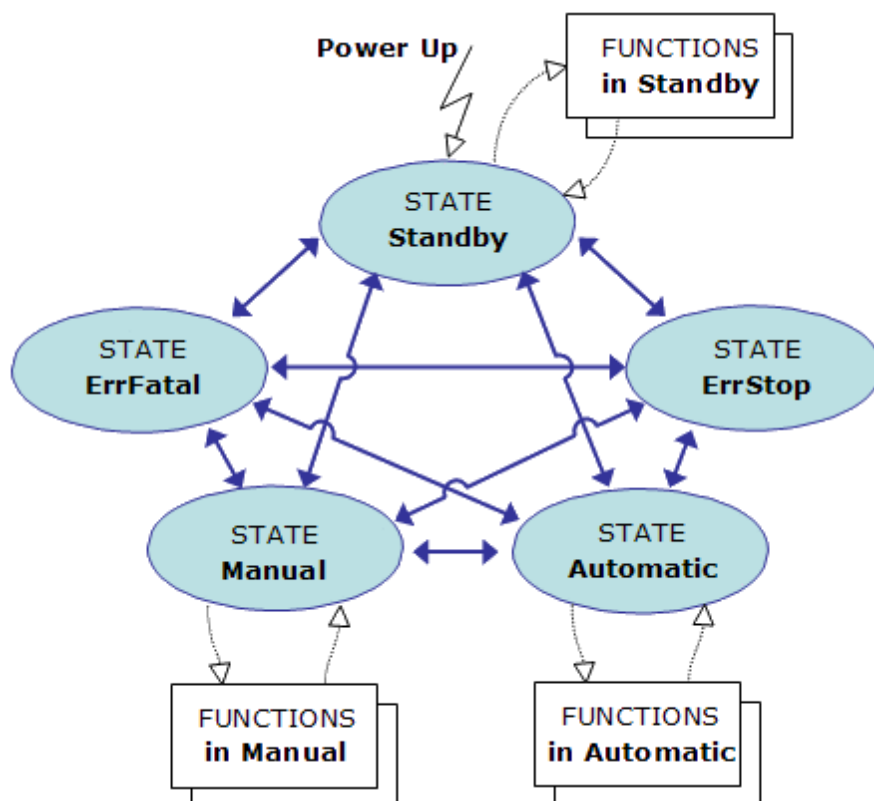 Power Up
FUNCTIONS
in Standby
STATE
Standby
STATE
ErrFatal
STATE
ErrStop
STATE
Manual
STATE
Automatic
FUNCTIONS
in Manual
FUNCTIONS
in Automatic